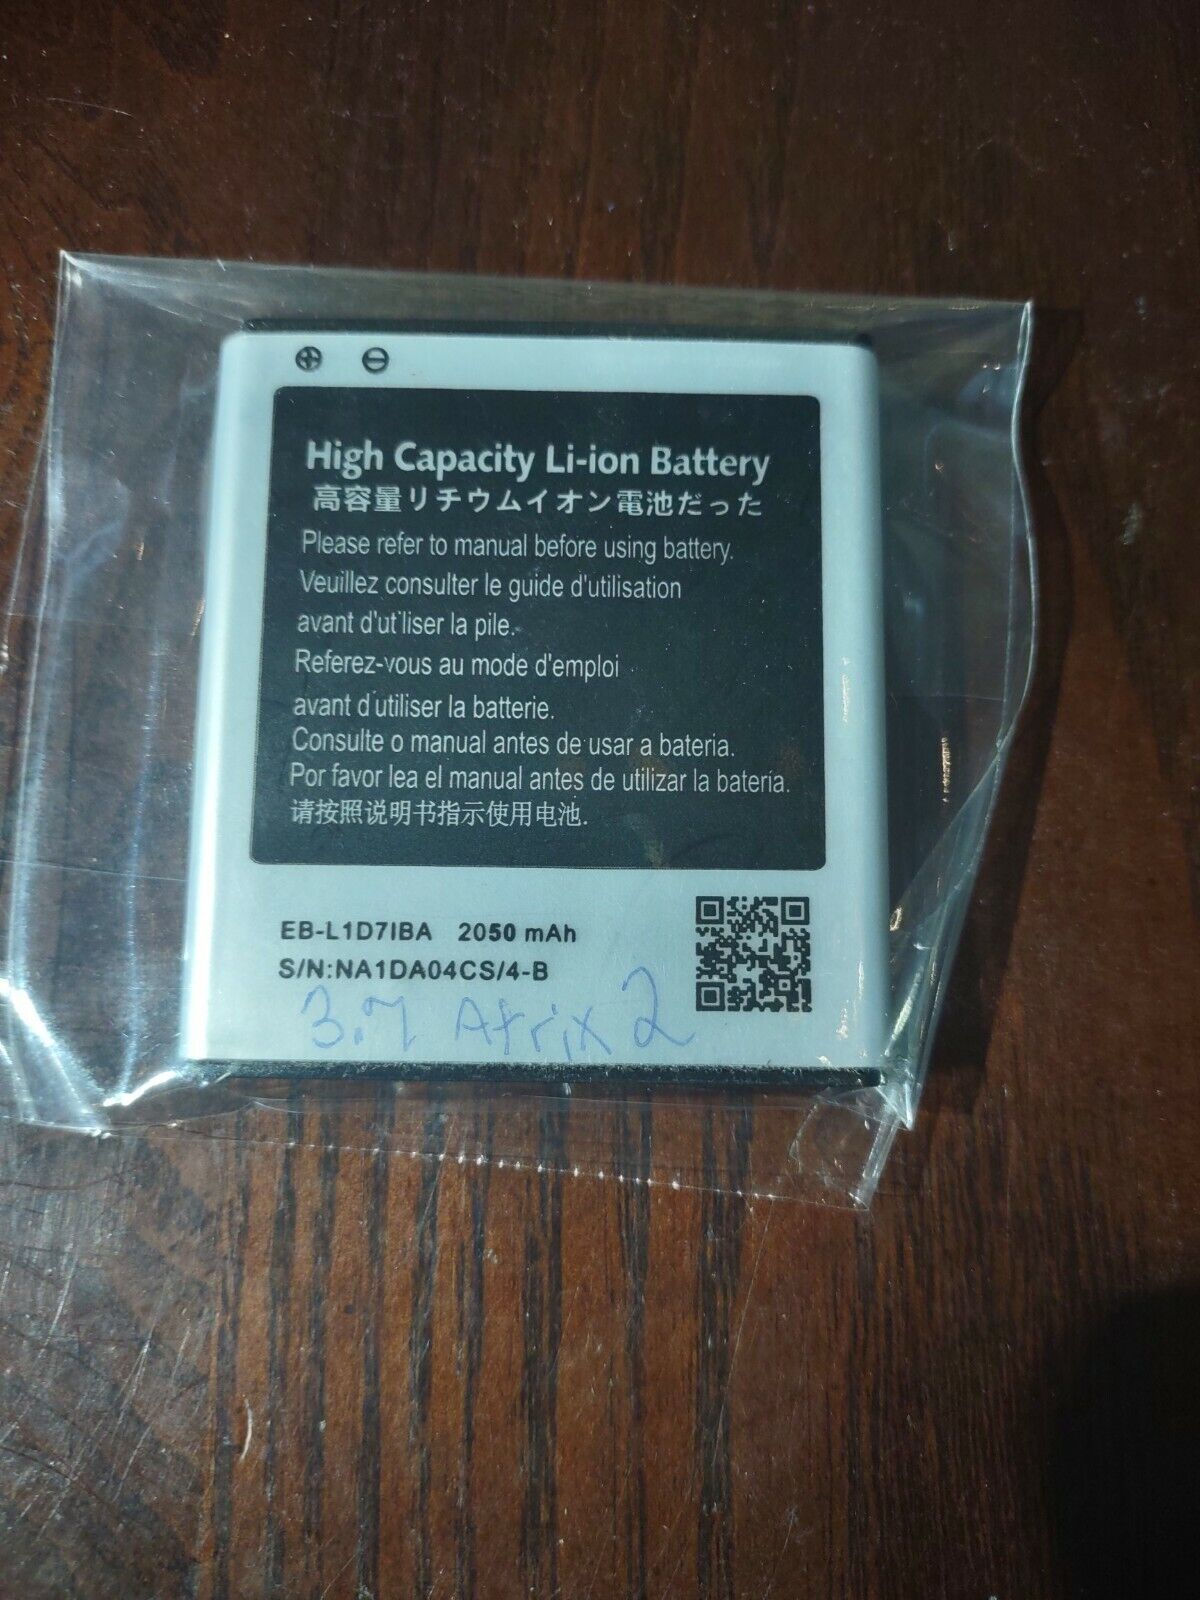 High Capacity Li-ion Battery
高容量リチウムイオン電池だった
Please refer to manual before using battery.
Veuillez consulter le guide d'utilisation
avant d'utiliser la pile.
Referez-vous au mode d'emploi
avant d'utiliser la batterie.
Consulte o manual antes de usar a bateria.
Por favor lea el manual antes de utilizar la batería.
请按照说明书指示使用电池.
EB-L1D7IBA 2050 mAh
S/N:NA1DA04CS/4-B
3.7 Atrix 2